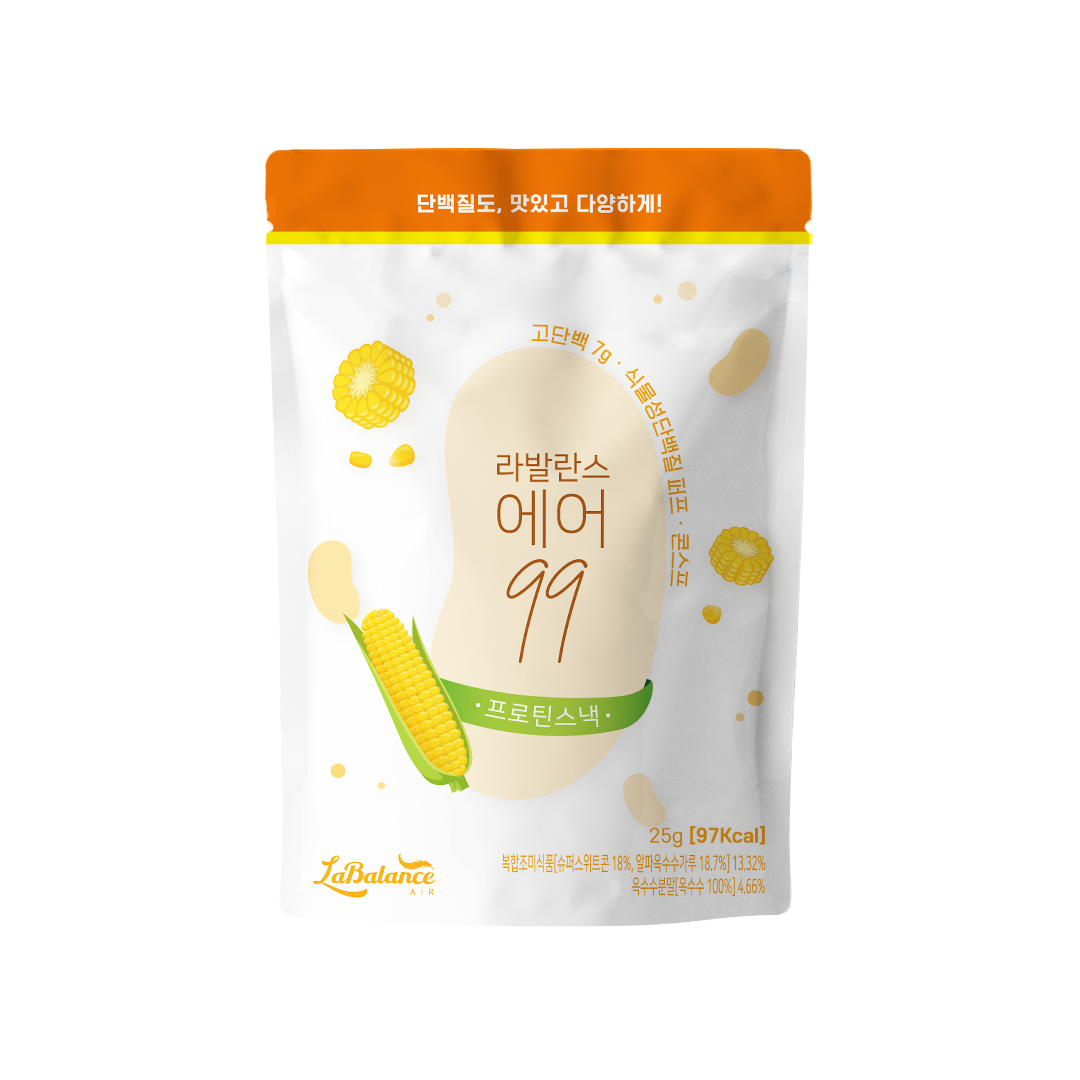 단백질도, 맛있고 다양하게!
고단백 7g · 식물성단백질 퍼프 · 콘스프
라발란스
에어
99
· 프로틴스낵 ·
25g [97Kcal]
복합조미식품[슈퍼스위트콘 18%, 알파옥수수가루 18.7%] 13.32%
옥수수분말[옥수수 100%] 4.66%
LaBalance
AIR